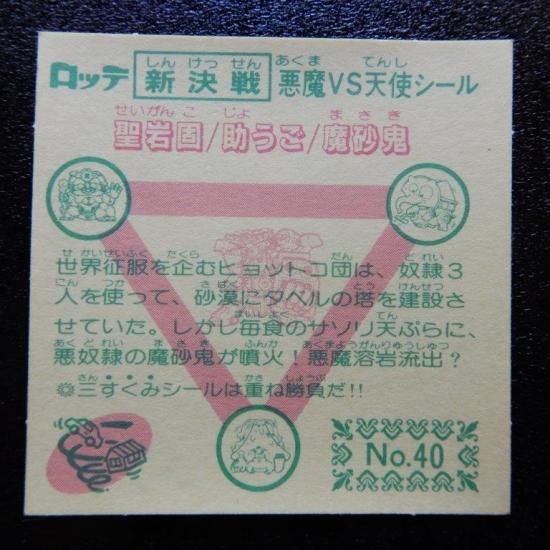 ロッテ 新決戦 悪魔VS天使シール
しん けっ せん あくま てんし
せいがん こ じょ ま さ き
聖岩固/助うご/魔砂鬼
せ かいせいふく たくら だん ど れい
世界征服を企むヒョットコ団は、奴隷3
にん つか さ ばく とう けんせつ
人を使って、砂漠にタベルの塔を建設さ
まいしょく てん
せていた。しかし毎食のサソリ天ぷらに、
あく ど れい ま さ き ふんか あくまようがんりゅうしゅつ
悪奴隷の魔砂鬼が噴火!悪魔溶岩流出?
さん かさ しょうぶ
◎三すくみシールは重ね勝負だ!!
No.40